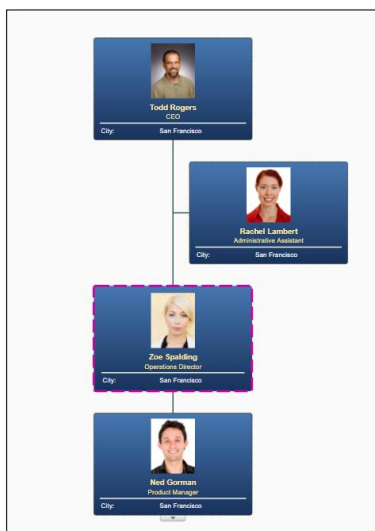 Todd Rogers
CEO
City: San Francisco
Rachel Lambert
Administrative Assistant
City: San Francisco
Zoe Spalding
Operations Director
City: San Francisco
Ned Gorman
Product Manager
City: San Francisco